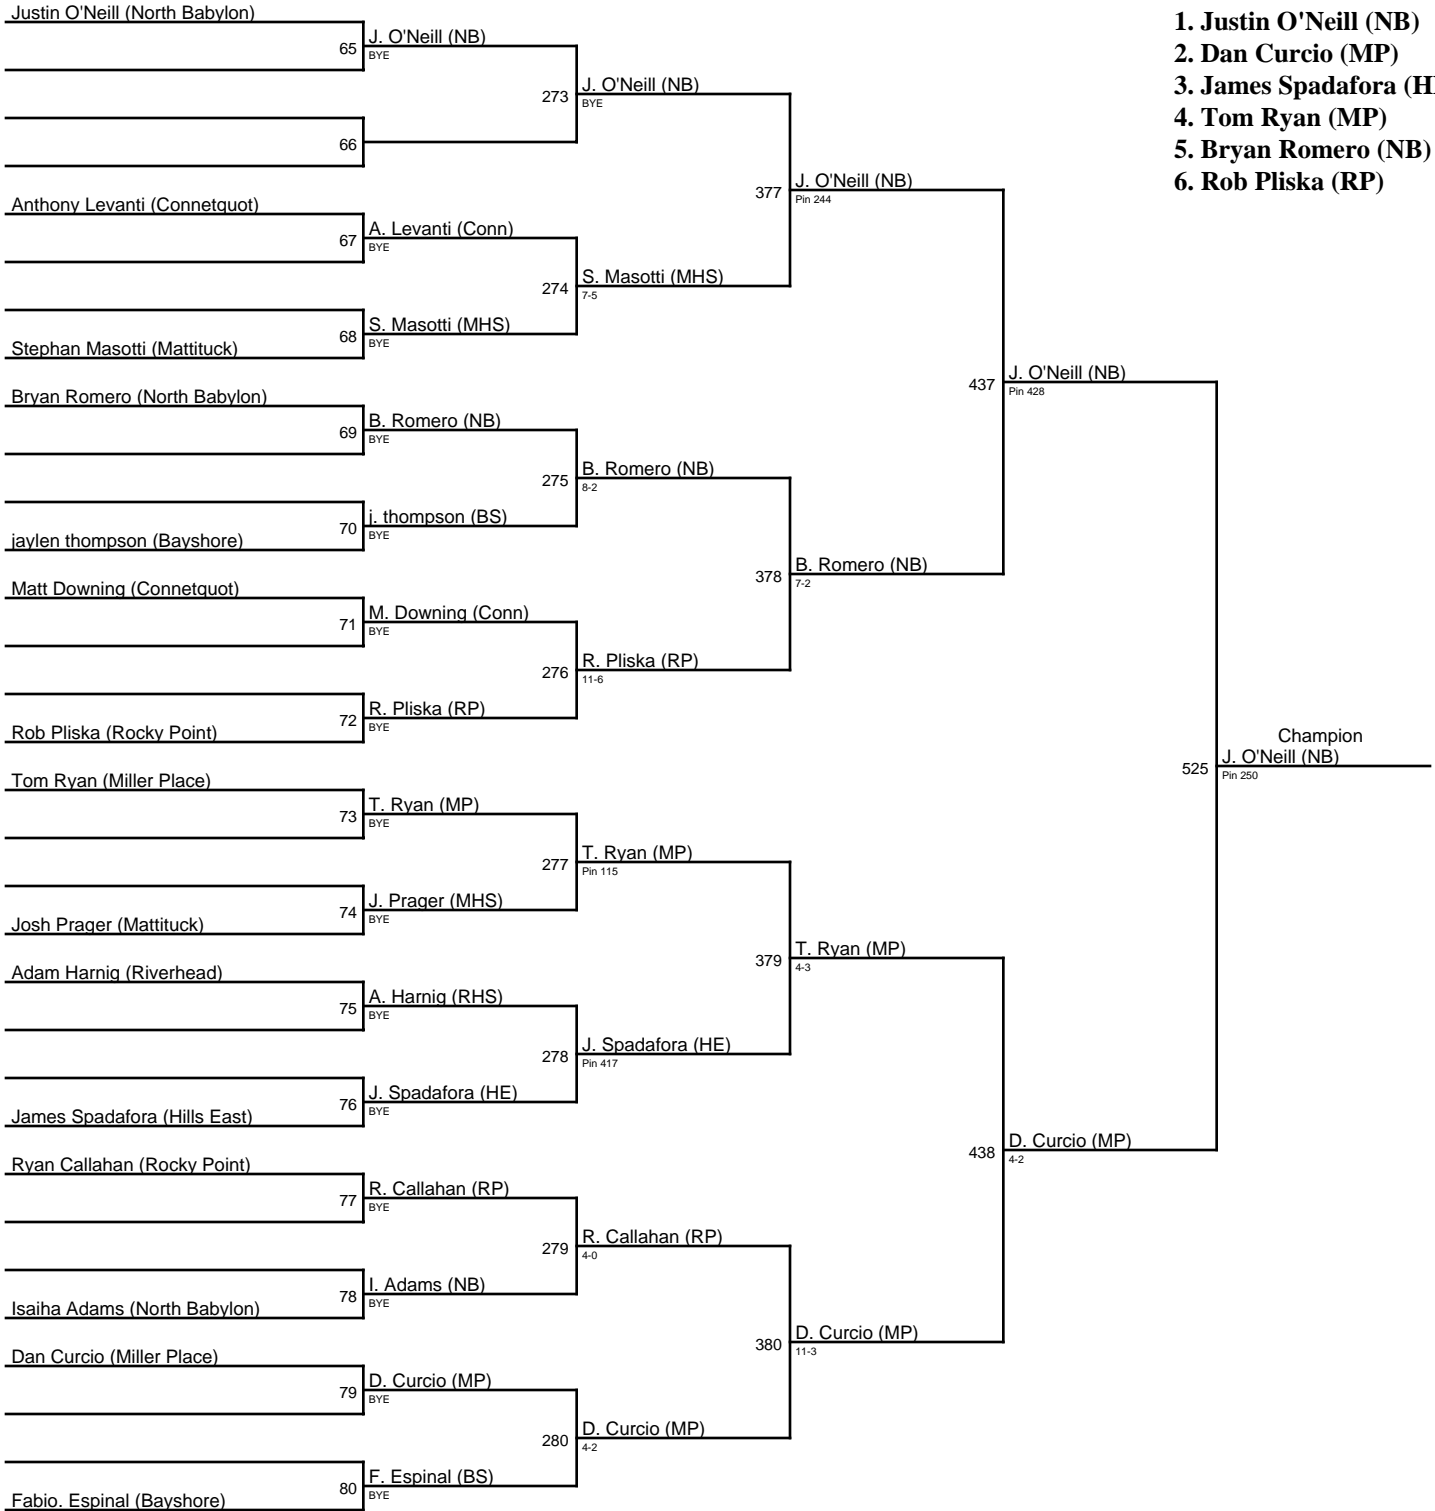 Justin O'Neill (North Babylon)
65
J. O'Neill (NB)
BYE
273
J. O'Neill (NB)
BYE
66
377
J. O'Neill (NB)
Pin 244
Anthony Levanti (Connetquot)
67
A. Levanti (Conn)
BYE
274
S. Masotti (MHS)
7-5
68
S. Masotti (MHS)
BYE
Stephan Masotti (Mattituck)
437
J. O'Neill (NB)
Pin 428
Bryan Romero (North Babylon)
69
B. Romero (NB)
BYE
275
B. Romero (NB)
8-2
70
j. thompson (BS)
BYE
jaylen thompson (Bayshore)
378
B. Romero (NB)
7-2
Matt Downing (Connetquot)
71
M. Downing (Conn)
BYE
276
R. Pliska (RP)
11-6
72
R. Pliska (RP)
BYE
Rob Pliska (Rocky Point)
Champion
525
J. O'Neill (NB)
Pin 250
Tom Ryan (Miller Place)
73
T. Ryan (MP)
BYE
277
T. Ryan (MP)
Pin 115
74
J. Prager (MHS)
BYE
Josh Prager (Mattituck)
379
T. Ryan (MP)
4-3
Adam Harnig (Riverhead)
75
A. Harnig (RHS)
BYE
278
J. Spadafora (HE)
Pin 417
76
J. Spadafora (HE)
BYE
James Spadafora (Hills East)
438
D. Curcio (MP)
4-2
Ryan Callahan (Rocky Point)
77
R. Callahan (RP)
BYE
279
R. Callahan (RP)
4-0
78
I. Adams (NB)
BYE
Isaiha Adams (North Babylon)
380
D. Curcio (MP)
11-3
Dan Curcio (Miller Place)
79
D. Curcio (MP)
BYE
280
D. Curcio (MP)
4-2
80
F. Espinal (BS)
BYE
Fabio. Espinal (Bayshore)
1. Justin O'Neill (NB)
2. Dan Curcio (MP)
3. James Spadafora (H
4. Tom Ryan (MP)
5. Bryan Romero (NB)
6. Rob Pliska (RP)